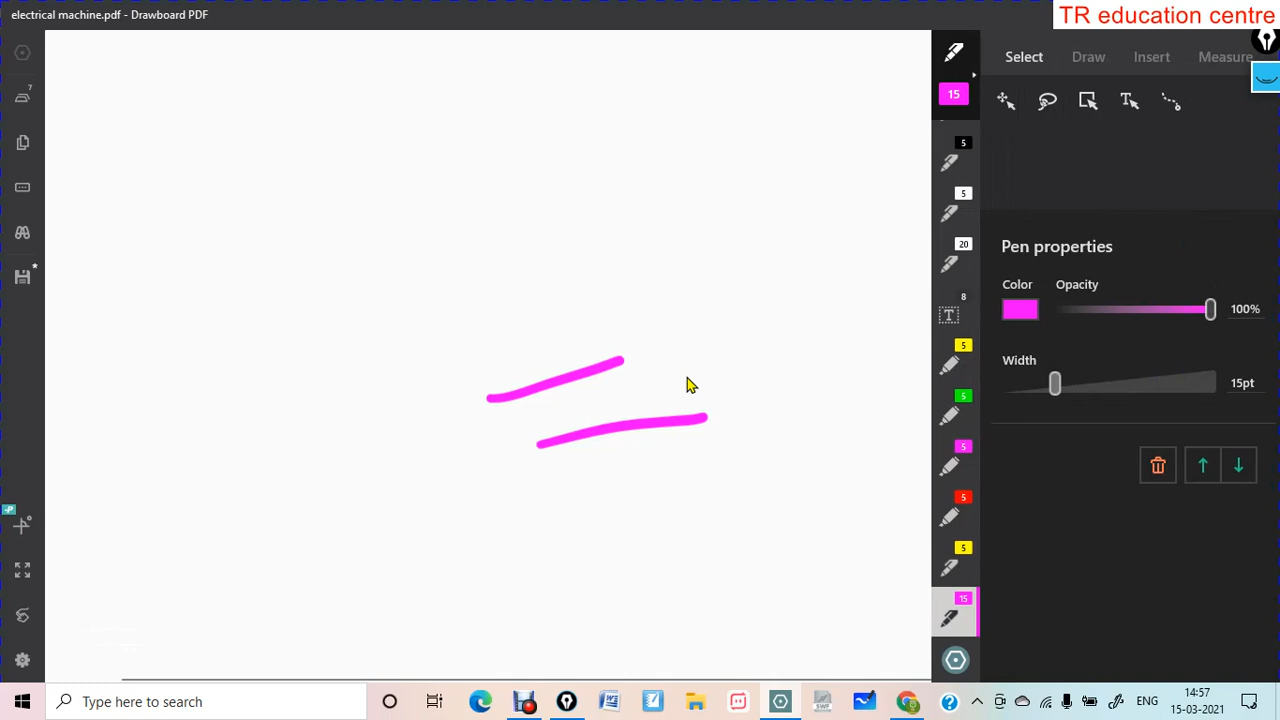 electrical machine.pdf - Drawboard PDF
TR education centre
7
15
5
5
20
8
5
5
5
5
5
15
Select Draw Insert Measure
T
T
Pen properties
Color Opacity
100%
Width
15pt
P
Type here to search
W
SWF
?
ENG
14:57
15-03-2021